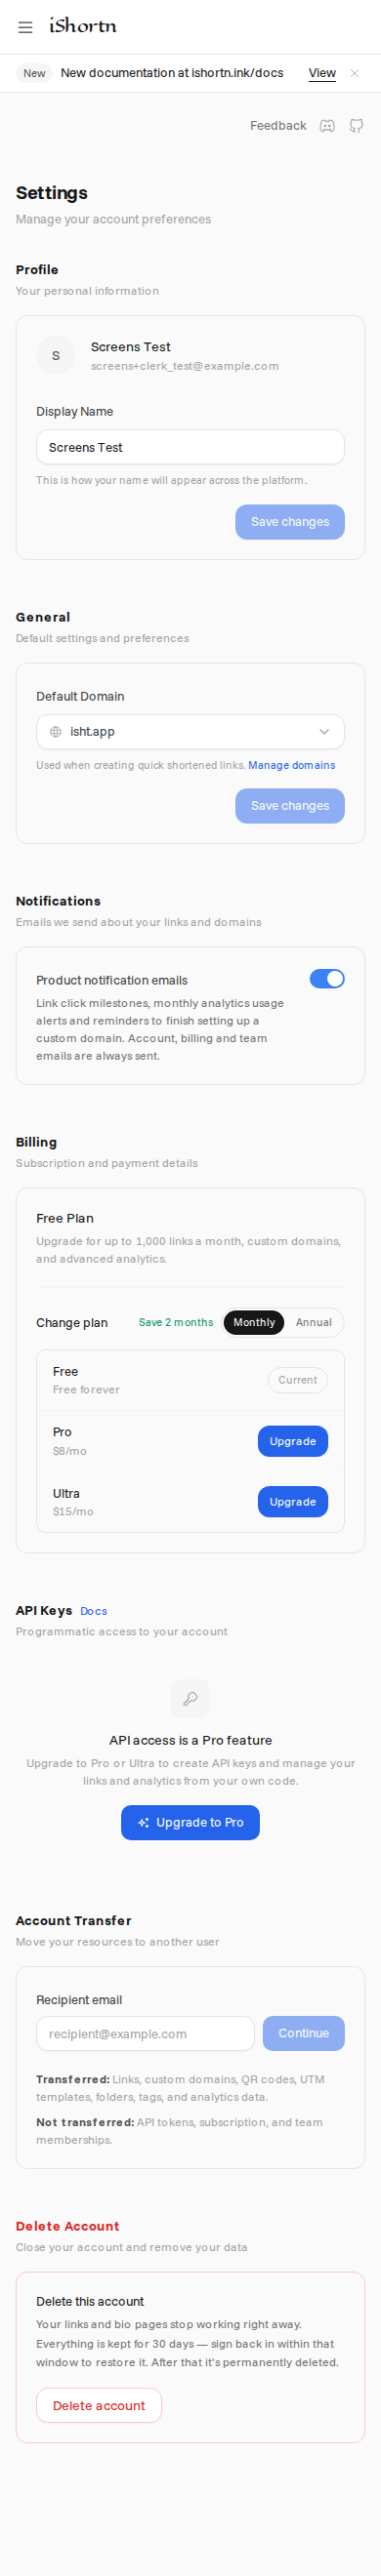 iShortn
New New documentation at ishortn.ink/docs View
Feedback
Settings
Manage your account preferences
Profile
Your personal information
S
Screens Test
screens+clerk_test@example.com
Display Name
Screens Test
This is how your name will appear across the platform.
Save changes
General
Default settings and preferences
Default Domain
isht.app
Used when creating quick shortened links. Manage domains
Save changes
Notifications
Emails we send about your links and domains
Product notification emails
Link click milestones, monthly analytics usage
alerts and reminders to finish setting up a
custom domain. Account, billing and team
emails are always sent.
Billing
Subscription and payment details
Free Plan
Upgrade for up to 1,000 links a month, custom domains,
and advanced analytics.
Change plan Save 2 months Monthly Annual
Free
Free forever
Current
Pro
$8/mo
Upgrade
Ultra
$15/mo
Upgrade
API Keys Docs
Programmatic access to your account
API access is a Pro feature
Upgrade to Pro or Ultra to create API keys and manage your
links and analytics from your own code.
Upgrade to Pro
Account Transfer
Move your resources to another user
Recipient email
recipient@example.com Continue
Transferred: Links, custom domains, QR codes, UTM
templates, folders, tags, and analytics data.
Not transferred: API tokens, subscription, and team
memberships.
Delete Account
Close your account and remove your data
Delete this account
Your links and bio pages stop working right away.
Everything is kept for 30 days — sign back in within that
window to restore it. After that it's permanently deleted.
Delete account